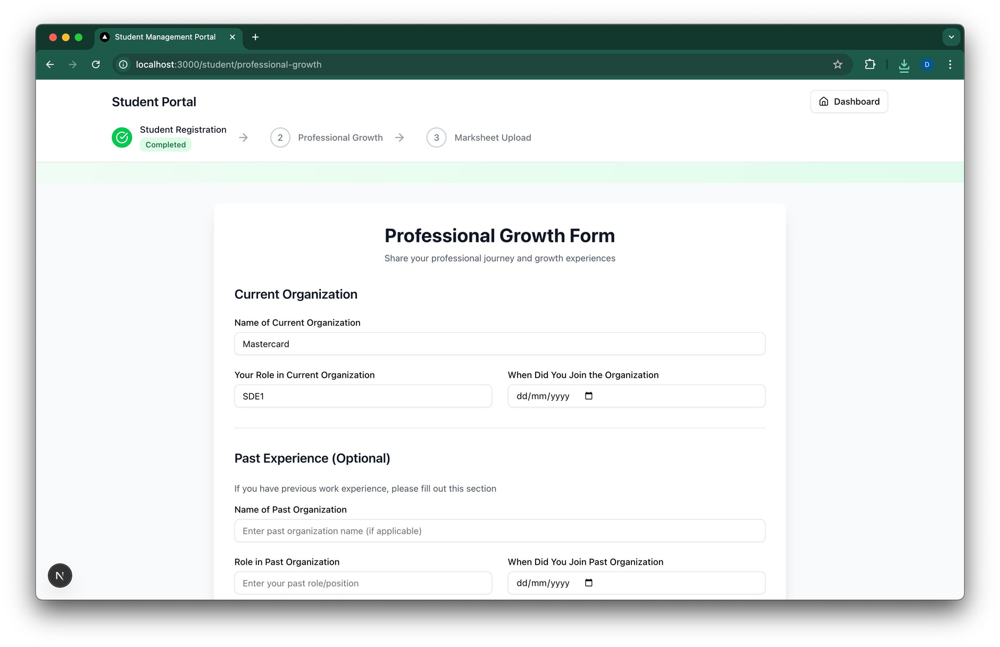 Student Management Portal
localhost:3000/student/professional-growth
D
Student Portal
Dashboard
Student Registration
Completed
2
Professional Growth
3
Marksheet Upload
Professional Growth Form
Share your professional journey and growth experiences
Current Organization
Name of Current Organization
Mastercard
Your Role in Current Organization
When Did You Join the Organization
SDE1
dd/mm/yyyy
Past Experience (Optional)
If you have previous work experience, please fill out this section
Name of Past Organization
Enter past organization name (if applicable)
Role in Past Organization
When Did You Join Past Organization
Enter your past role/position
dd/mm/yyyy
N